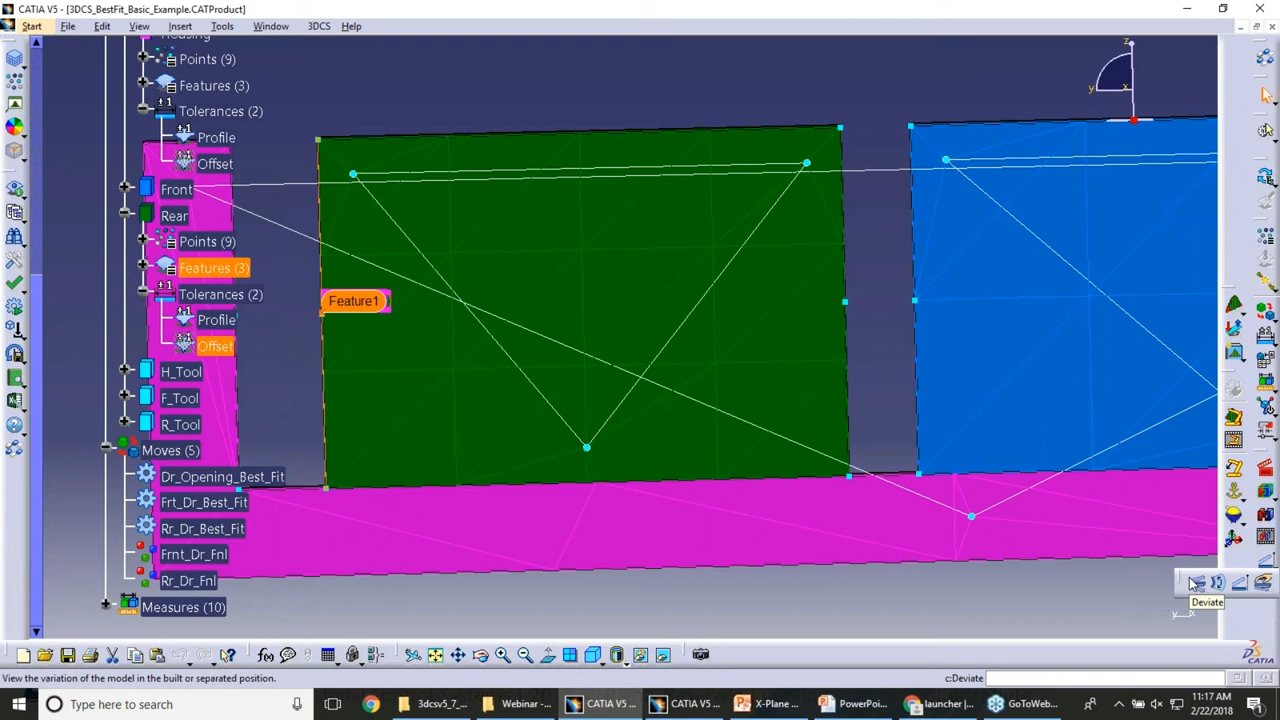 CATIA V5 - [3DCS_BestFit_Basic_Example.CATProduct]
Start File Edit View Insert Tools Window 3DCS Help
Points (9)
Features (3)
Tolerances (2)
Profile
Offset
Front
Rear
Points (9)
Features (3)
Tolerances (2)
Profile
Offset
H_Tool
F_Tool
R_Tool
Moves (5)
Dr_Opening_Best_Fit
Frt_Dr_Best_Fit
Rr_Dr_Best_Fit
Frnt_Dr_Fnl
Rr_Dr_Fnl
Measures (10)
Feature1
z
y
x
Deviate
y x
f(x)
3DS
CATIA
View the variation of the model in the built or separated position.
c:Deviate
Type here to search
3dcsv5_7_...
Webinar -...
CATIA V5 ...
CATIA V5 ...
X-Plane ...
PowerPoi...
launcher |...
GoToWeb...
11:17 AM
2/22/2018